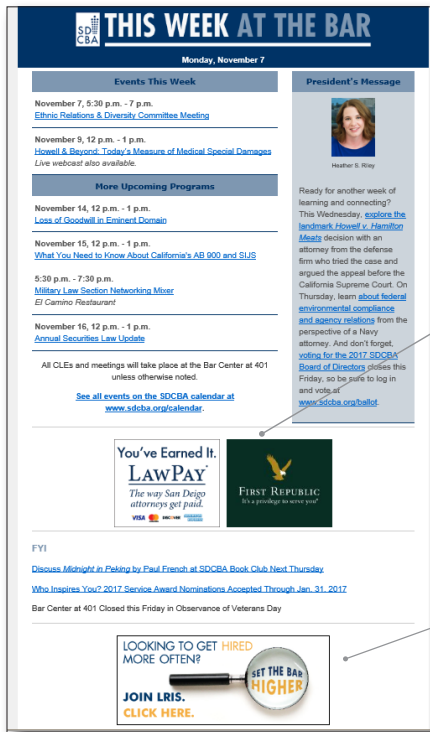 SD
CBA
THIS WEEK AT THE BAR
Monday, November 7
Events This Week
November 7, 5:30 p.m. - 7 p.m.
Ethnic Relations & Diversity Committee Meeting
November 9, 12 p.m. - 1 p.m.
Howell & Beyond: Today's Measure of Medical Special Damages
Live webcast also available.
More Upcoming Programs
November 14, 12 p.m. - 1 p.m.
Loss of Goodwill in Eminent Domain
November 15, 12 p.m. - 1 p.m.
What You Need to Know About California's AB 900 and SIJS
5:30 p.m. - 7:30 p.m.
Military Law Section Networking Mixer
El Camino Restaurant
November 16, 12 p.m. - 1 p.m.
Annual Securities Law Update
All CLEs and meetings will take place at the Bar Center at 401
unless otherwise noted.
See all events on the SDCBA calendar at
www.sdcba.org/calendar.
President's Message
Heather S. Riley
Ready for another week of
learning and connecting?
This Wednesday, explore the
landmark Howell v. Hamilton
Meats decision with an
attorney from the defense
firm who tried the case and
argued the appeal before the
California Supreme Court. On
Thursday, learn about federal
environmental compliance
and agency relations from the
perspective of a Navy
attorney. And don't forget,
voting for the 2017 SDCBA
Board of Directors closes this
Friday, so be sure to log in
and vote at
www.sdcba.org/ballot.
You've Earned It.
LAWPAY
The way San Deigo
attorneys get paid.
VISA
DISCOVER
FIRST REPUBLIC
It's a privilege to serve you®
FYI
Discuss Midnight in Peking by Paul French at SDCBA Book Club Next Thursday
Who Inspires You? 2017 Service Award Nominations Accepted Through Jan. 31, 2017
Bar Center at 401 Closed this Friday in Observance of Veterans Day
LOOKING TO GET HIRED
MORE OFTEN?
SET THE BAR
HIGHER
JOIN LRIS.
CLICK HERE.